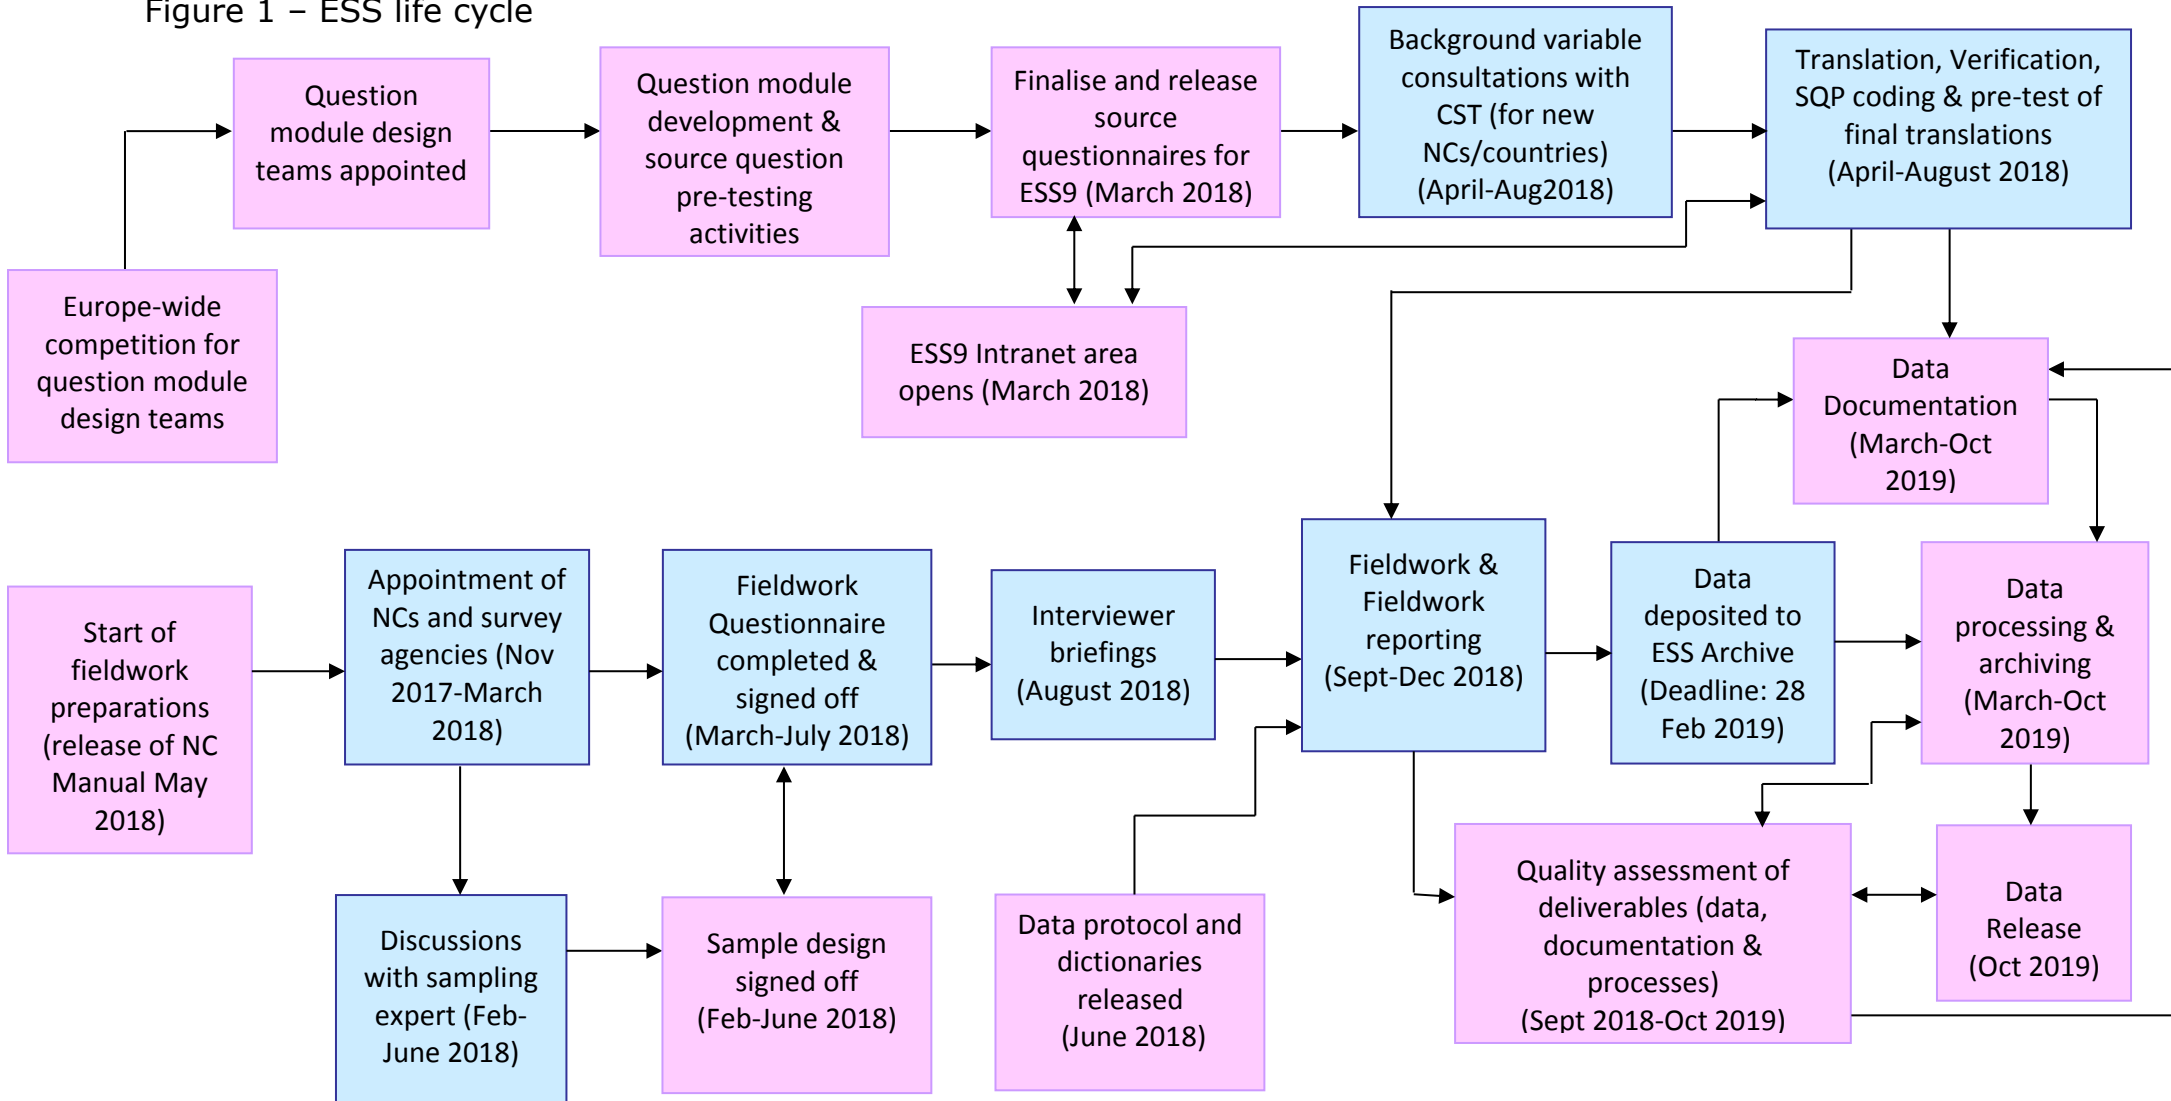 Figure 1 – ESS life cycle
Question
module design
teams appointed
Question module
development &
source question
pre-testing
activities
Finalise and release
source
questionnaires for
ESS9 (March 2018)
Background variable
consultations with
CST (for new
NCs/countries)
(April-Aug2018)
Translation, Verification,
SQP coding & pre-test of
final translations
(April-August 2018)
Europe-wide
competition for
question module
design teams
ESS9 Intranet area
opens (March 2018)
Data
Documentation
(March-Oct
2019)
Start of
fieldwork
preparations
(release of NC
Manual May
2018)
Appointment of
NCs and survey
agencies (Nov
2017-March
2018)
Fieldwork
Questionnaire
completed &
signed off
(March-July 2018)
Interviewer
briefings
(August 2018)
Fieldwork &
Fieldwork
reporting
(Sept-Dec 2018)
Data
deposited to
ESS Archive
(Deadline: 28
Feb 2019)
Data
processing &
archiving
(March-Oct
2019)
Discussions
with sampling
expert (Feb-
June 2018)
Sample design
signed off
(Feb-June 2018)
Data protocol and
dictionaries
released
(June 2018)
Quality assessment of
deliverables (data,
documentation &
processes)
(Sept 2018-Oct 2019)
Data
Release
(Oct 2019)